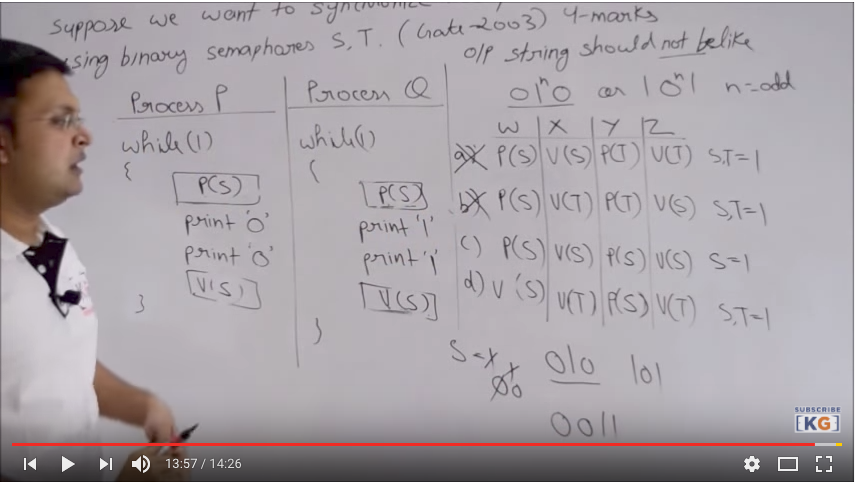 suppose we want to synchronize
using binary semaphares S,T. (Gate-2003) 4-marks
O/P string should not be like
01ⁿ0 or 10ⁿ1 n=odd
Process P
while(1)
{
P(S)
print '0'
print '0'
V(S)
}
Process Q
while(1)
{
P(S)
print '1'
print '1'
V(S)
}
W X Y Z
a) P(S) V(S) P(T) V(T) S,T=1
b) P(S) V(T) P(T) V(S) S,T=1
c) P(S) V(S) P(S) V(S) S=1
d) V(S) V(T) P(S) V(T) S,T=1
010 101
0011
SUBSCRIBE
[KG]
13:57 / 14:26